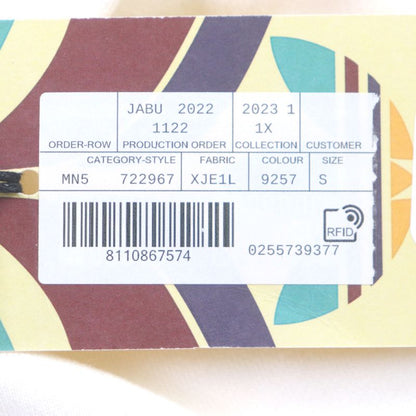 JABU 2022 2023 1
1122 1X
ORDER-ROW PRODUCTION ORDER COLLECTION CUSTOMER
CATEGORY-STYLE FABRIC COLOUR SIZE
MN5 722967 XJE1L 9257 S
RFID
8110867574 0255739377